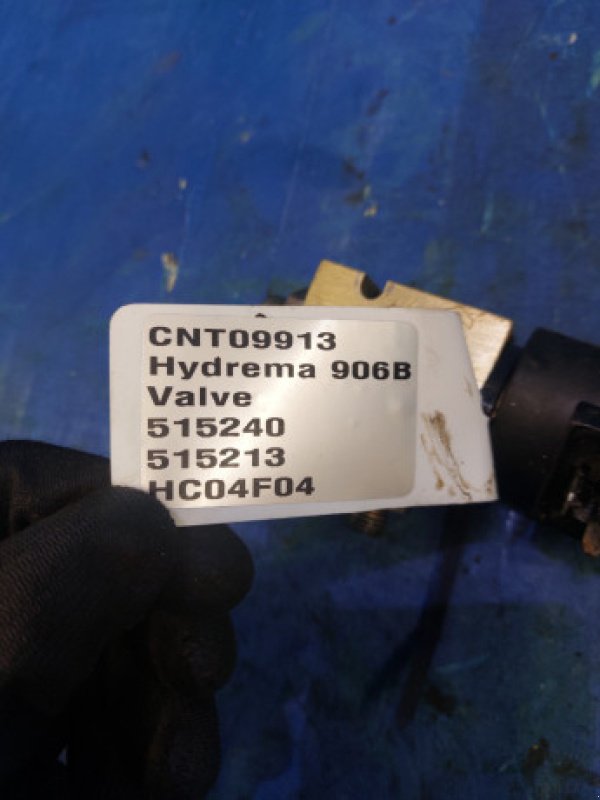 CNT09913
Hydrema 906B
Valve
515240
515213
HC04F04